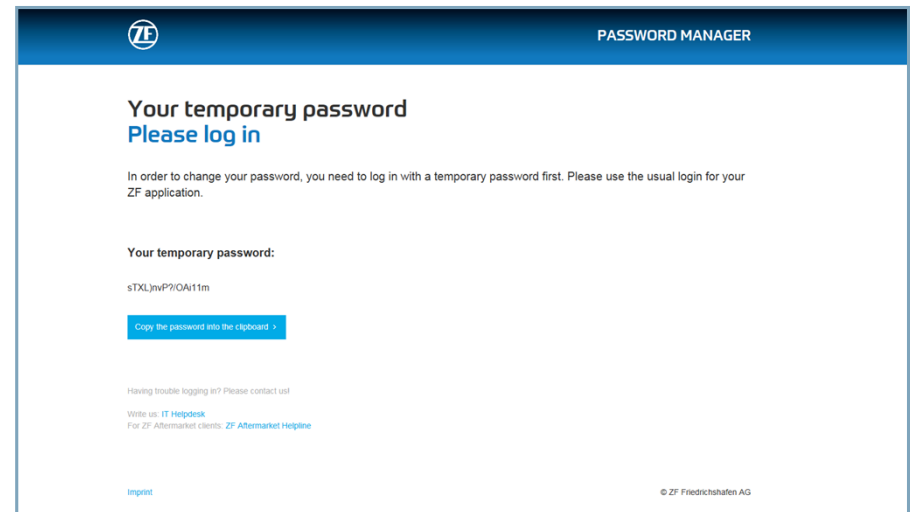 ZF
PASSWORD MANAGER
Your temporary password
Please log in
In order to change your password, you need to log in with a temporary password first. Please use the usual login for your
ZF application.
Your temporary password:
sTXL)nvP?/OAi11m
Copy the password into the clipboard >
Having trouble logging in? Please contact us!
Write us: IT Helpdesk
For ZF Aftermarket clients: ZF Aftermarket Helpline
Imprint
© ZF Friedrichshafen AG